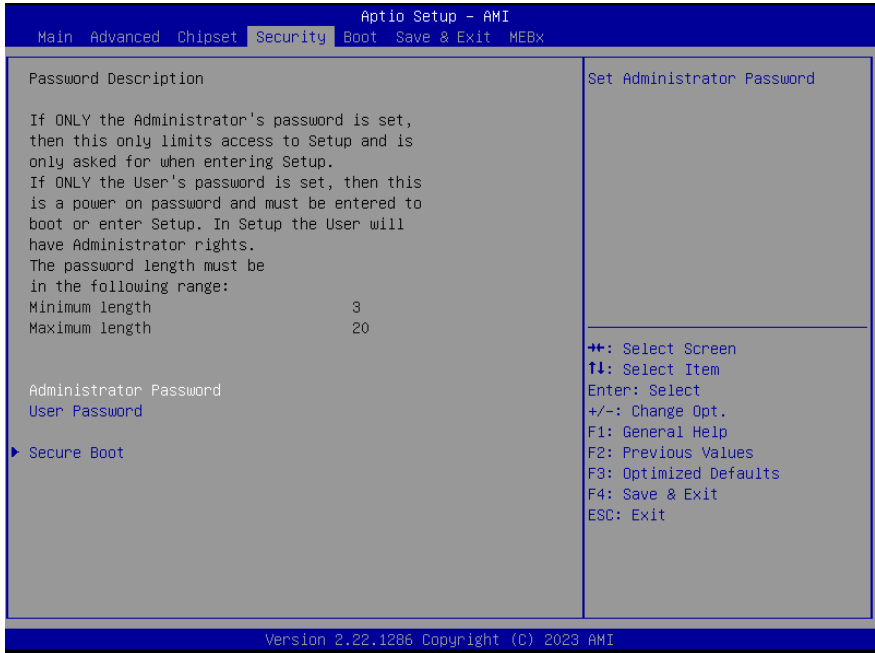 Aptio Setup – AMI
Main Advanced Chipset Security Boot Save & Exit MEBx
Password Description
If ONLY the Administrator's password is set,
then this only limits access to Setup and is
only asked for when entering Setup.
If ONLY the User's password is set, then this
is a power on password and must be entered to
boot or enter Setup. In Setup the User will
have Administrator rights.
The password length must be
in the following range:
Minimum length 3
Maximum length 20
Administrator Password
User Password
Secure Boot
Set Administrator Password
→←: Select Screen
↑↓: Select Item
Enter: Select
+/-: Change Opt.
F1: General Help
F2: Previous Values
F3: Optimized Defaults
F4: Save & Exit
ESC: Exit
Version 2.22.1286 Copyright (C) 2023 AMI